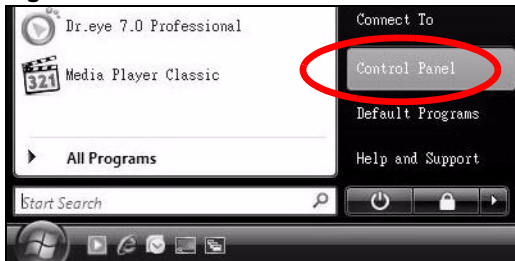 Dr.eye 7.0 Professional
Connect To
321
Media Player Classic
Control Panel
Default Programs
All Programs
Help and Support
Start Search